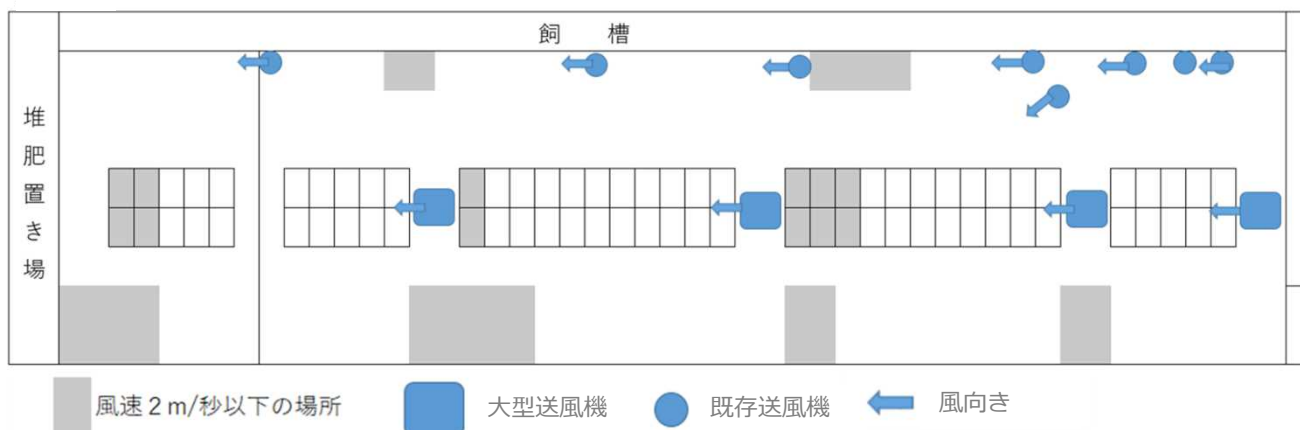 飼　槽
堆肥置き場
風速２ｍ/秒以下の場所
大型送風機
既存送風機
風向き